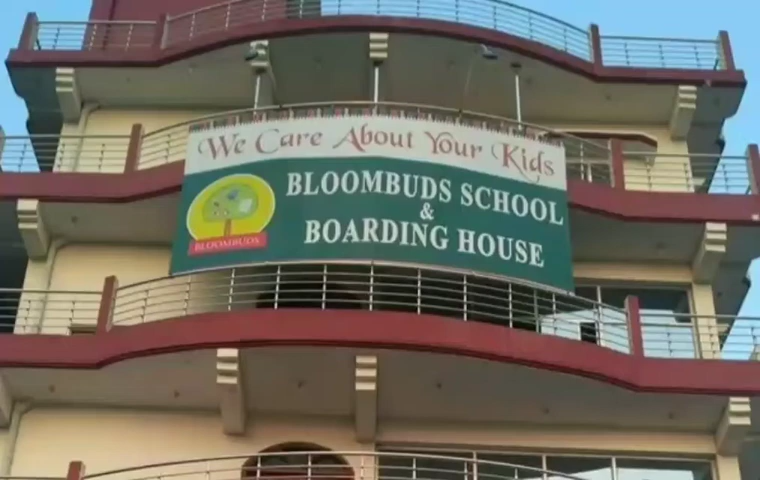 We Care About Your Kids
BLOOMBUDS SCHOOL
&
BOARDING HOUSE
BLOOMBUDS